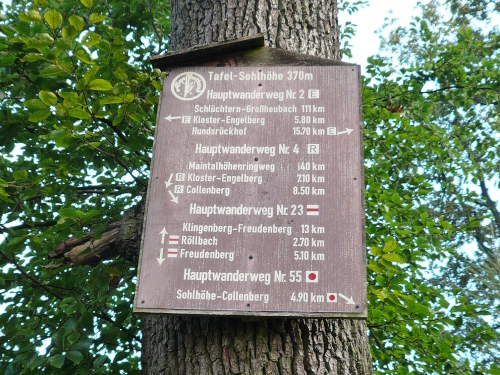 Tafel-Sohlhöhe 370m
Hauptwanderweg Nr. 2 E
Schlüchtern-Großheubach 111 km
E Kloster-Engelberg 5.80 km
Hundsrückhof 15.70 km E
Hauptwanderweg Nr. 4 R
Maintalhöhenringweg 140 km
R Kloster-Engelberg 7.10 km
R Collenberg 8.50 km
Hauptwanderweg Nr. 23
Klingenberg-Freudenberg 13 km
Röllbach 2.70 km
Freudenberg 5.10 km
Hauptwanderweg Nr. 55
Sohlhöhe-Collenberg 4.90 km